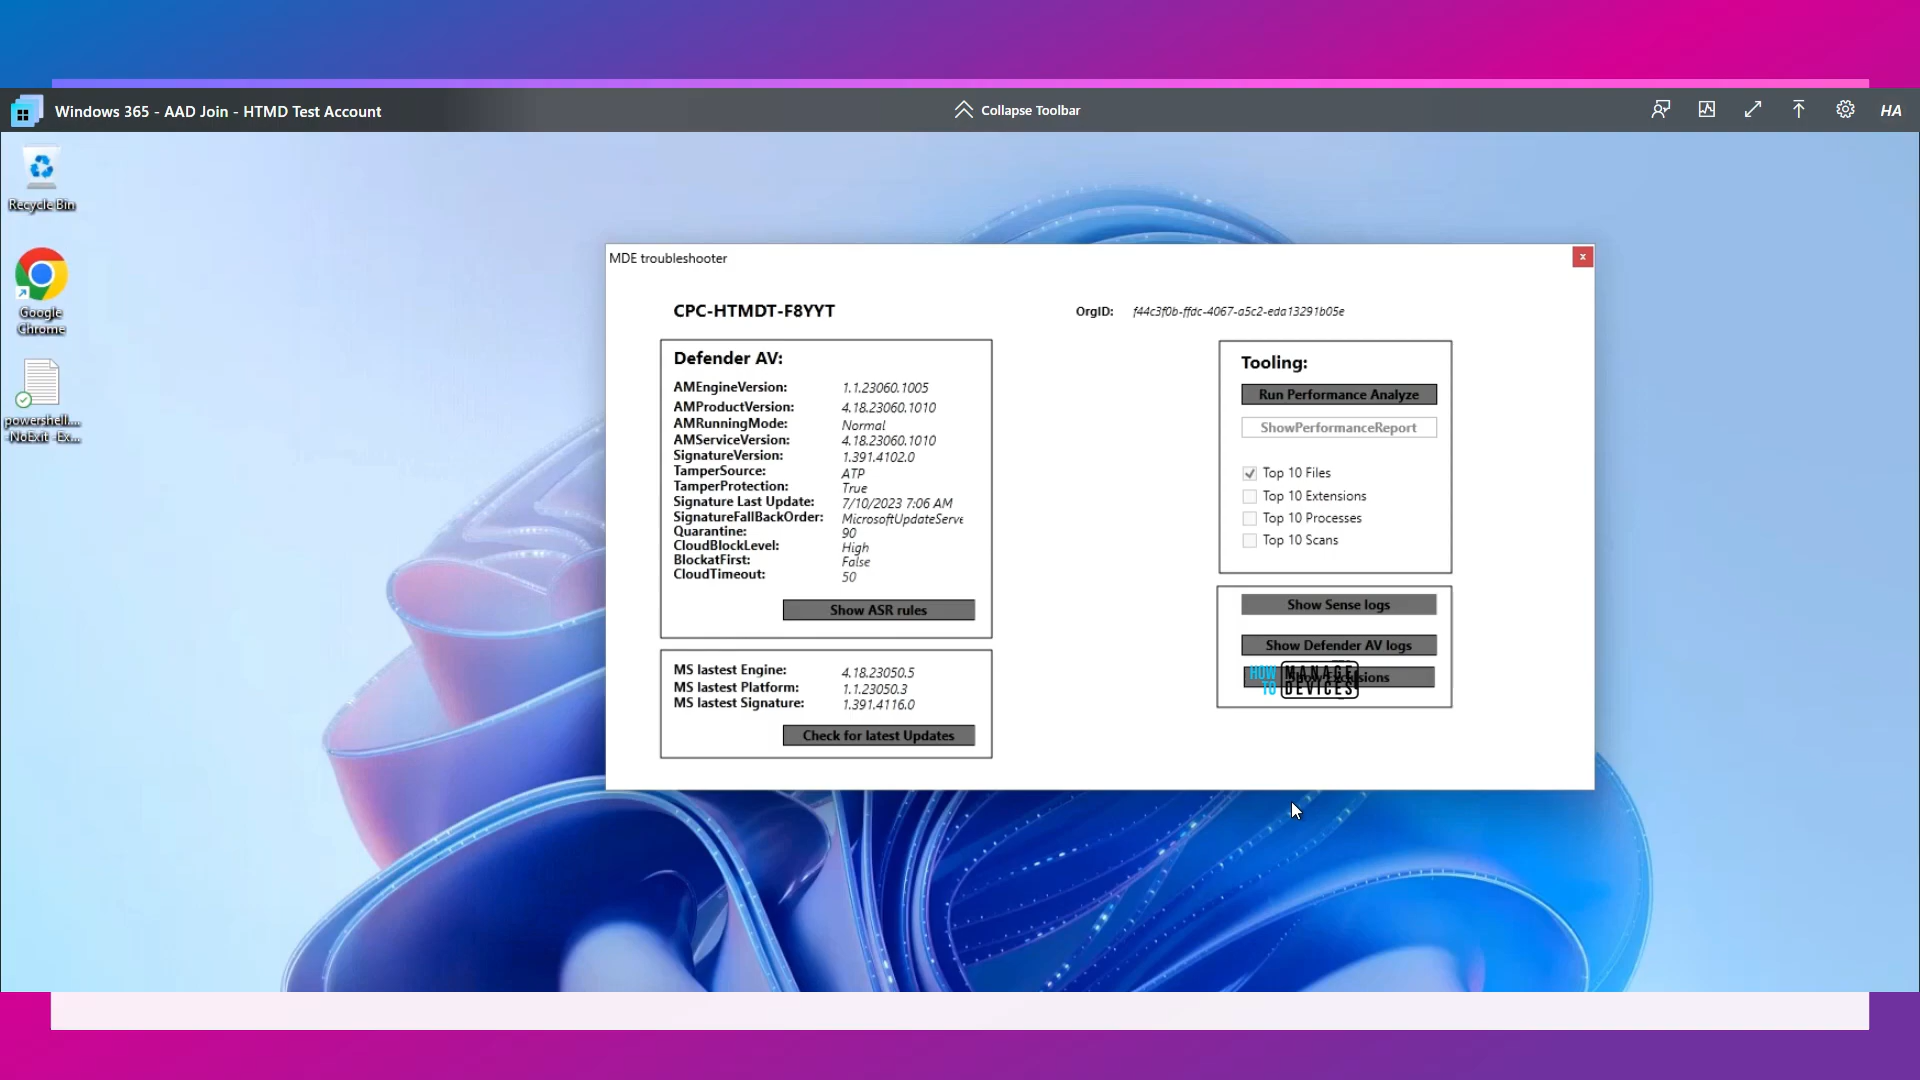 Windows 365 - AAD Join - HTMD Test Account
Collapse Toolbar
HA
Recycle Bin
Google
Chrome
powershell....
-NoExit -Ex...
MDE troubleshooter
x
CPC-HTMDT-F8YYT
OrgID: f44c3f0b-ffdc-4067-a5c2-eda13291b05e
Defender AV:
AMEngineVersion: 1.1.23060.1005
AMProductVersion: 4.18.23060.1010
AMRunningMode: Normal
AMServiceVersion: 4.18.23060.1010
SignatureVersion: 1.391.4102.0
TamperSource: ATP
TamperProtection: True
Signature Last Update: 7/10/2023 7:06 AM
SignatureFallBackOrder: MicrosoftUpdateServe
Quarantine: 90
CloudBlockLevel: High
BlockatFirst: False
CloudTimeout: 50
Show ASR rules
MS lastest Engine: 4.18.23050.5
MS lastest Platform: 1.1.23050.3
MS lastest Signature: 1.391.4116.0
Check for latest Updates
Tooling:
Run Performance Analyze
ShowPerformanceReport
Top 10 Files
Top 10 Extensions
Top 10 Processes
Top 10 Scans
Show Sense logs
Show Defender AV logs
HOW
TO
MANAGE
DEVICES